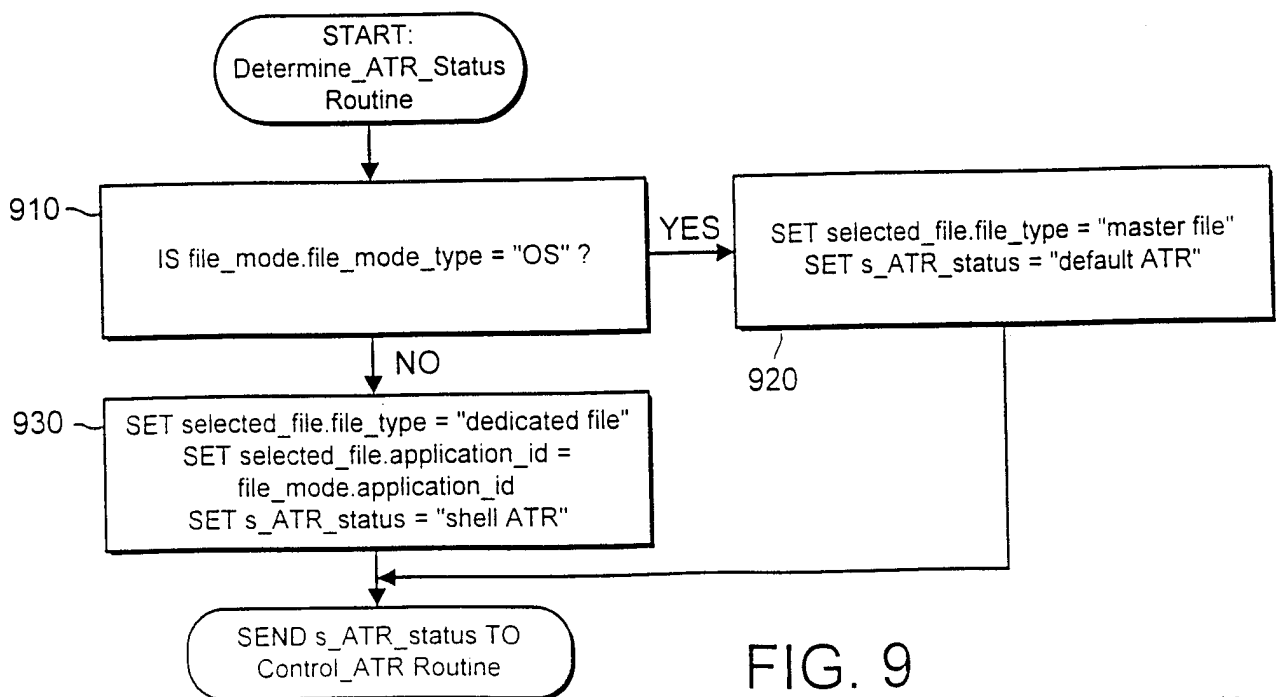 START:
Determine_ATR_Status
Routine
910
IS file_mode.file_mode_type = "OS" ?
YES
SET selected_file.file_type = "master file"
SET s_ATR_status = "default ATR"
920
NO
930
SET selected_file.file_type = "dedicated file"
SET selected_file.application_id =
file_mode.application_id
SET s_ATR_status = "shell ATR"
SEND s_ATR_status TO
Control_ATR Routine
FIG. 9